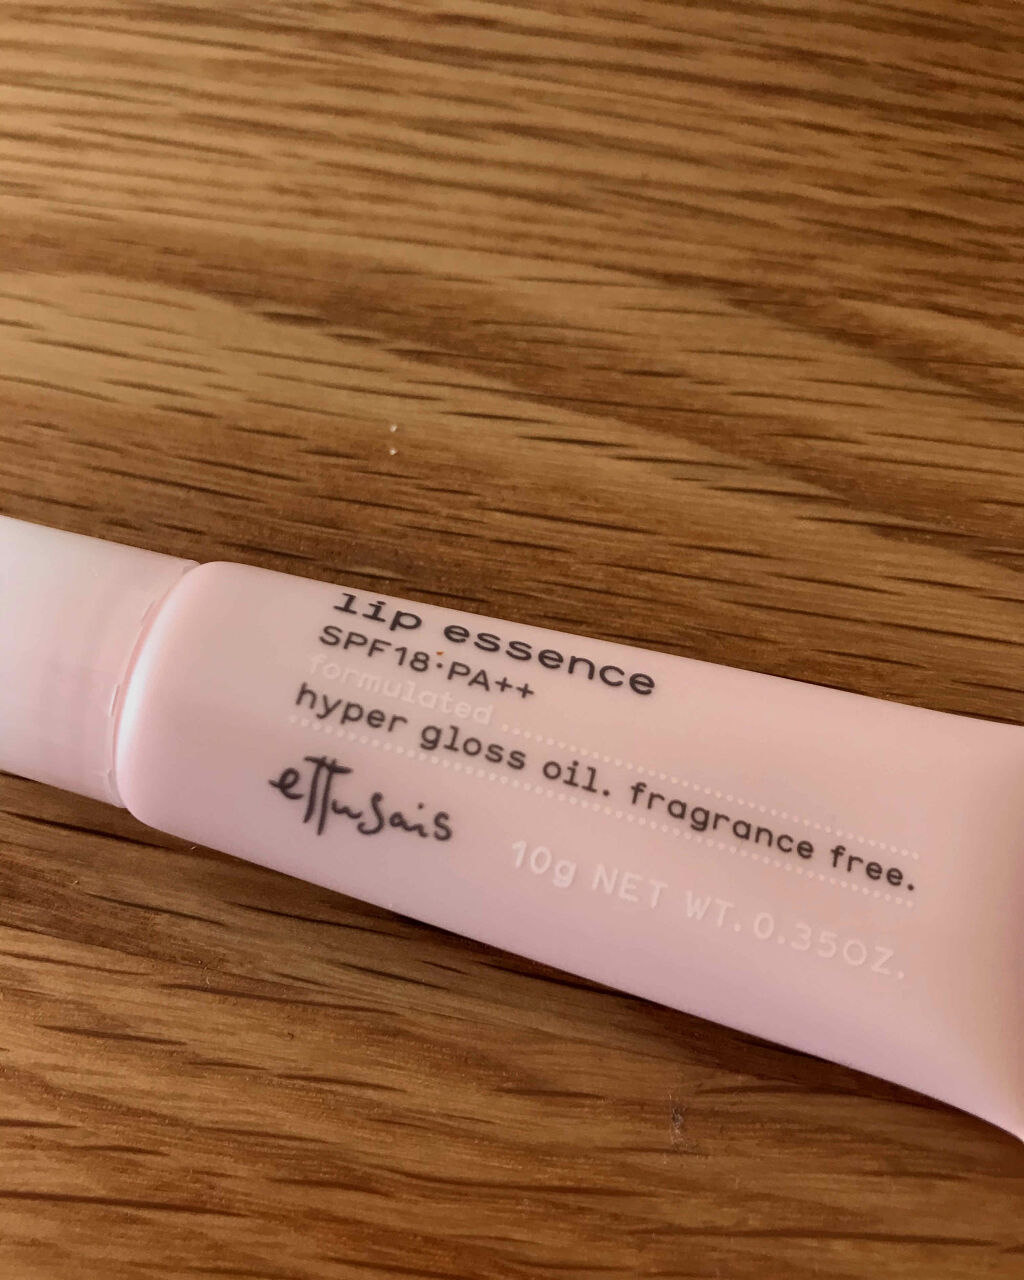 lip essence
SPF18·PA++
formulated
hyper gloss oil. fragrance free.
ettusais
10g NET WT. 0.35OZ.